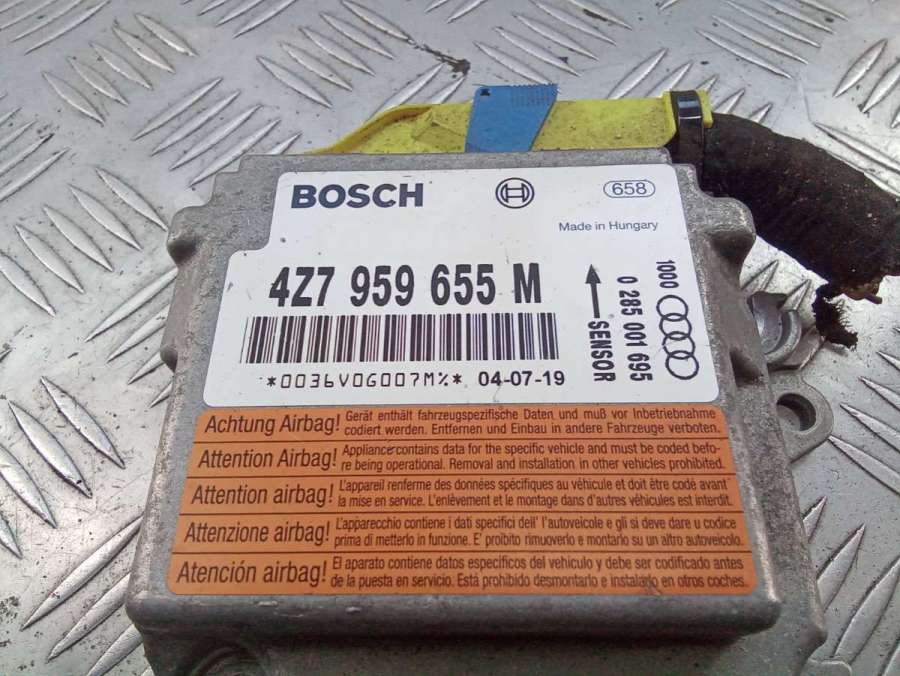 BOSCH
658
Made in Hungary
4Z7 959 655 M
*0036V0G007M%* 04-07-19
SENSOR
0 285 001 695
1000
Achtung Airbag! Gerät enthält fahrzeugspezifische Daten und muß vor Inbetriebnahme
codiert werden. Entfernen und Einbau in andere Fahrzeuge verboten.
Attention Airbag! Appliance contains data for the specific vehicle and must be coded befo-
re being operational. Removal and installation in other vehicles prohibited.
Attention airbag! L'appareil renferme des données spécifiques au véhicule et doit être codé avant
la mise en service. L'enlèvement et le montage dans d'autres véhicules est interdit.
Attenzione airbag! L'apparecchio contiene i dati specifici dell' l'autoveicole e gli si deve dare u codice
prima di metterlo in funzione. E' proibito rimuoverlo e montarlo su un altro autoveicolo.
Atención airbag! El aparato contiene datos específicos del vehículo y debe ser codificado antes
de la puesta en servicio. Está prohibido desmontarlo e instalarlo en otros coches.